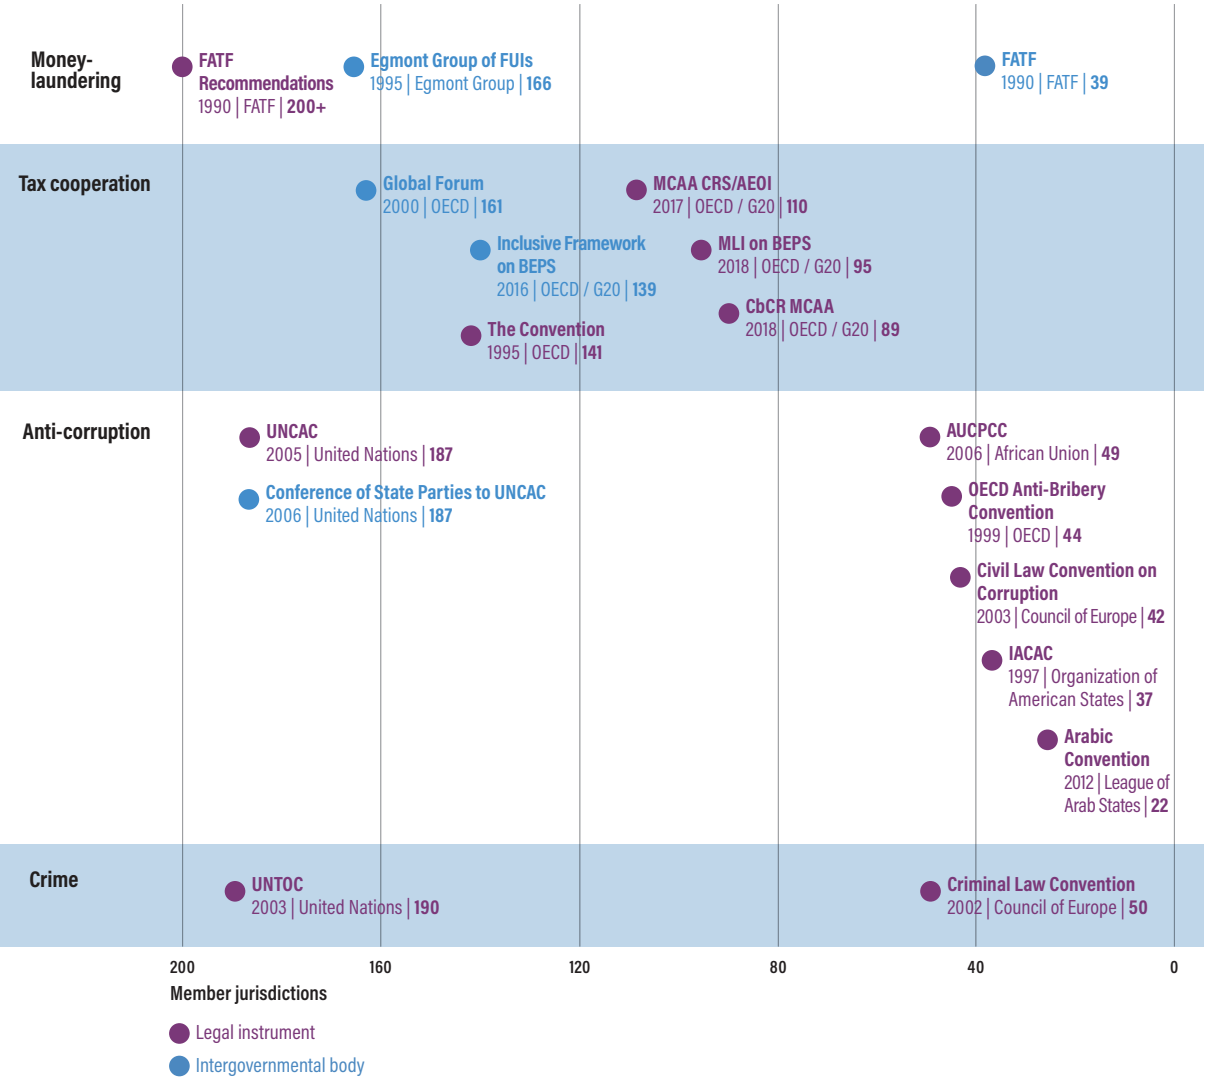 Money-
laundering
FATF
Recommendations
1990 | FATF | 200+
Egmont Group of FUIs
1995 | Egmont Group | 166
FATF
1990 | FATF | 39
Tax cooperation
Global Forum
2000 | OECD | 161
MCAA CRS/AEOI
2017 | OECD / G20 | 110
Inclusive Framework
on BEPS
2016 | OECD / G20 | 139
MLI on BEPS
2018 | OECD / G20 | 95
CbCR MCAA
2018 | OECD / G20 | 89
The Convention
1995 | OECD | 141
Anti-corruption
UNCAC
2005 | United Nations | 187
Conference of State Parties to UNCAC
2006 | United Nations | 187
AUCPCC
2006 | African Union | 49
OECD Anti-Bribery
Convention
1999 | OECD | 44
Civil Law Convention on
Corruption
2003 | Council of Europe | 42
IACAC
1997 | Organization of
American States | 37
Arabic
Convention
2012 | League of
Arab States | 22
Crime
UNTOC
2003 | United Nations | 190
Criminal Law Convention
2002 | Council of Europe | 50
200 160 120 80 40 0
Member jurisdictions
Legal instrument
Intergovernmental body